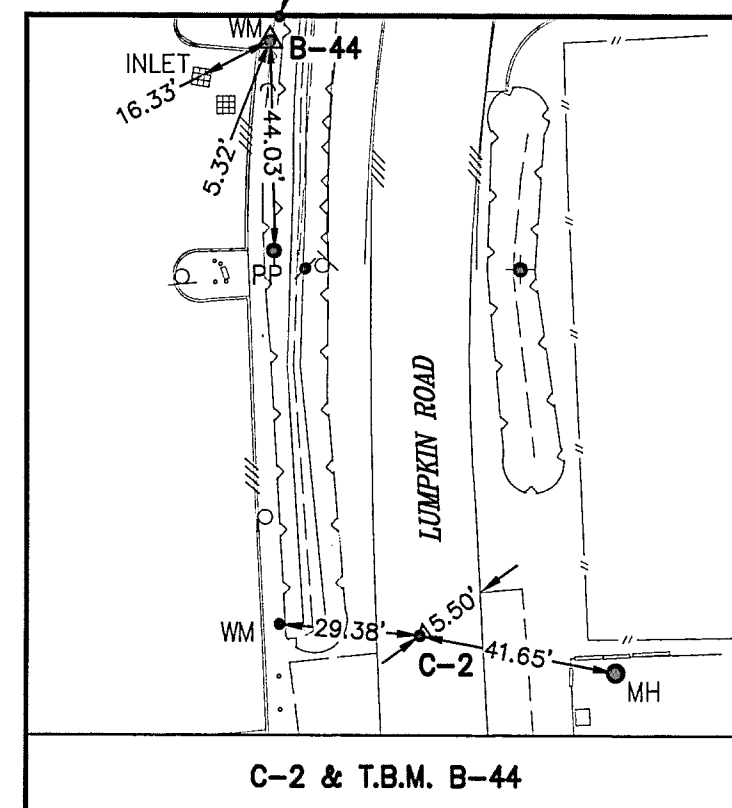 WM
B-44
INLET
16.33'
5.32'
44.03'
PP
LUMPKIN ROAD
15.50'
WM
29.38'
C-2
41.65'
MH
C-2 & T.B.M. B-44